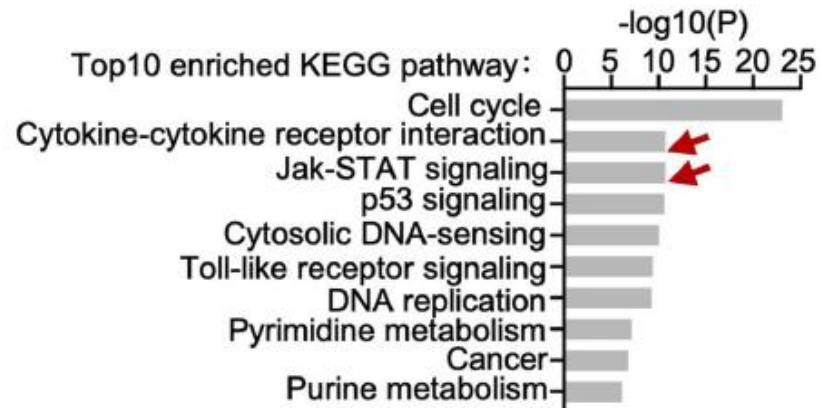 -log10(P)
Top10 enriched KEGG pathway: 0 5 10 15 20 25
Cell cycle
Cytokine-cytokine receptor interaction
Jak-STAT signaling
p53 signaling
Cytosolic DNA-sensing
Toll-like receptor signaling
DNA replication
Pyrimidine metabolism
Cancer
Purine metabolism